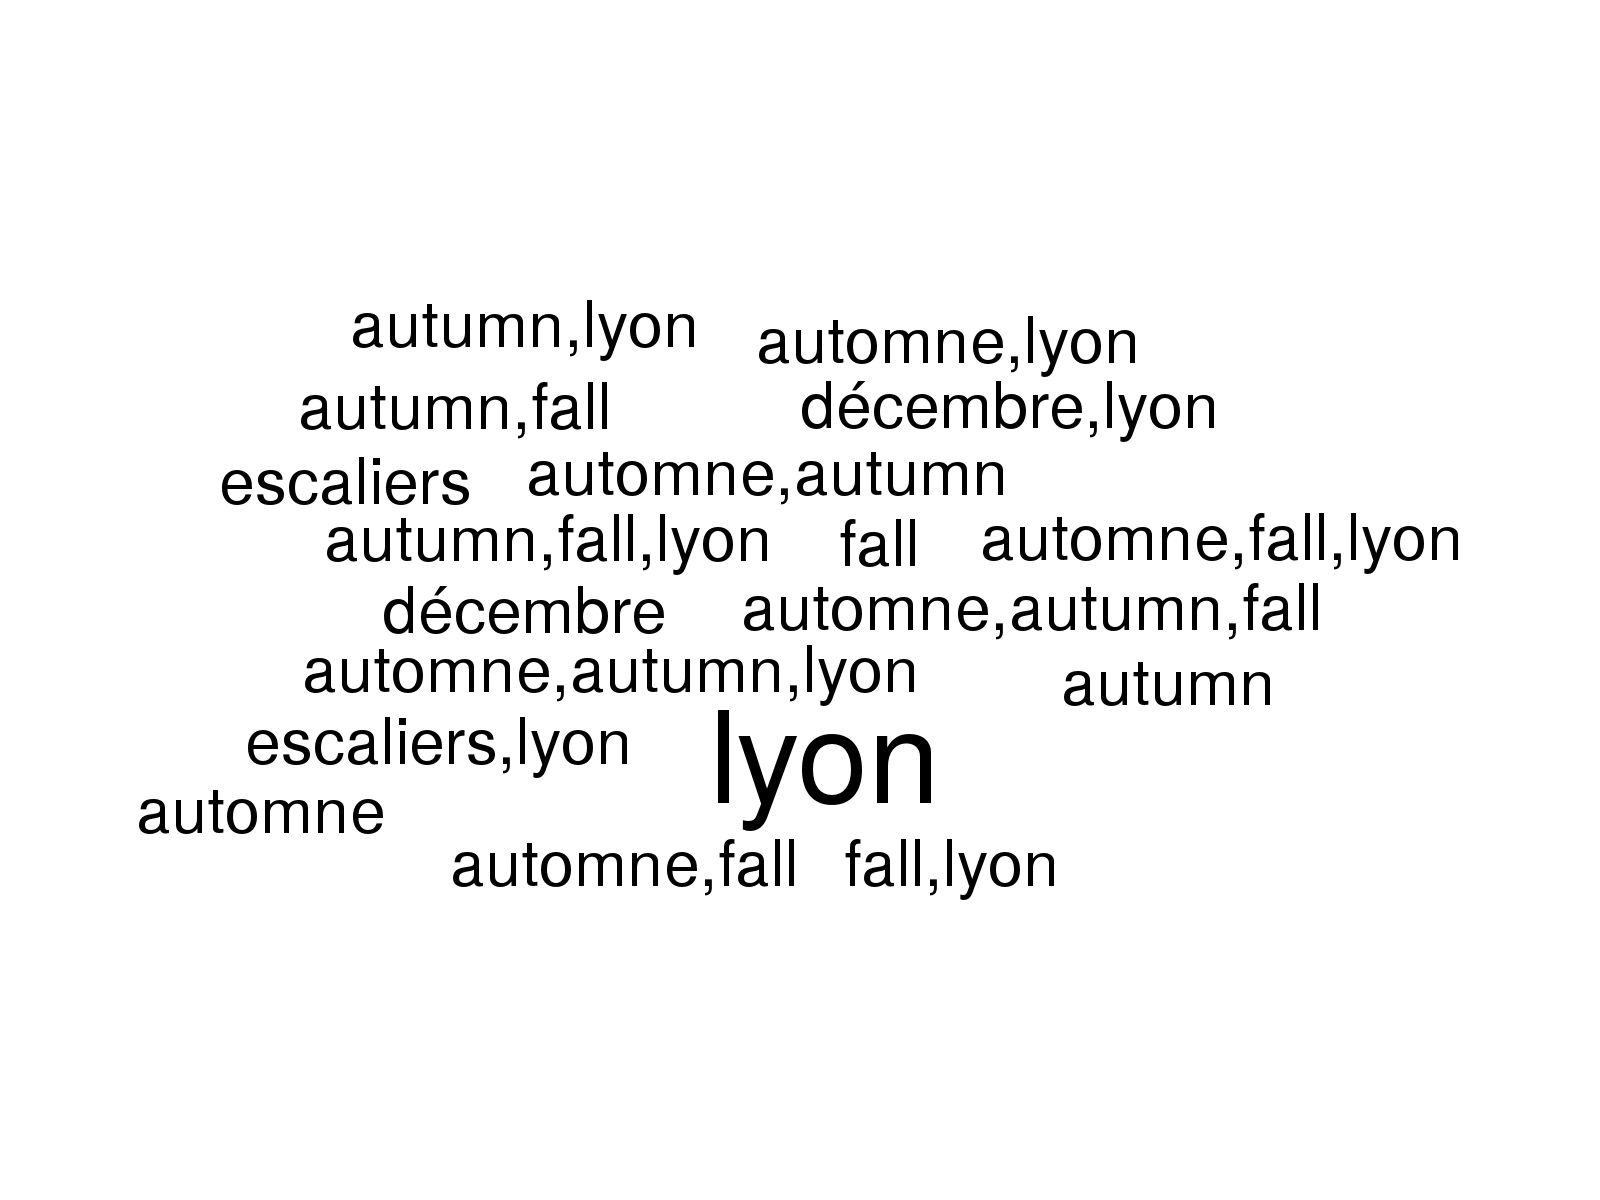 autumn,lyon automne,lyon
autumn,fall décembre,lyon
escaliers automne,autumn
autumn,fall,lyon fall automne,fall,lyon
décembre automne,autumn,fall
automne,autumn,lyon autumn
escaliers,lyon lyon
automne
automne,fall fall,lyon